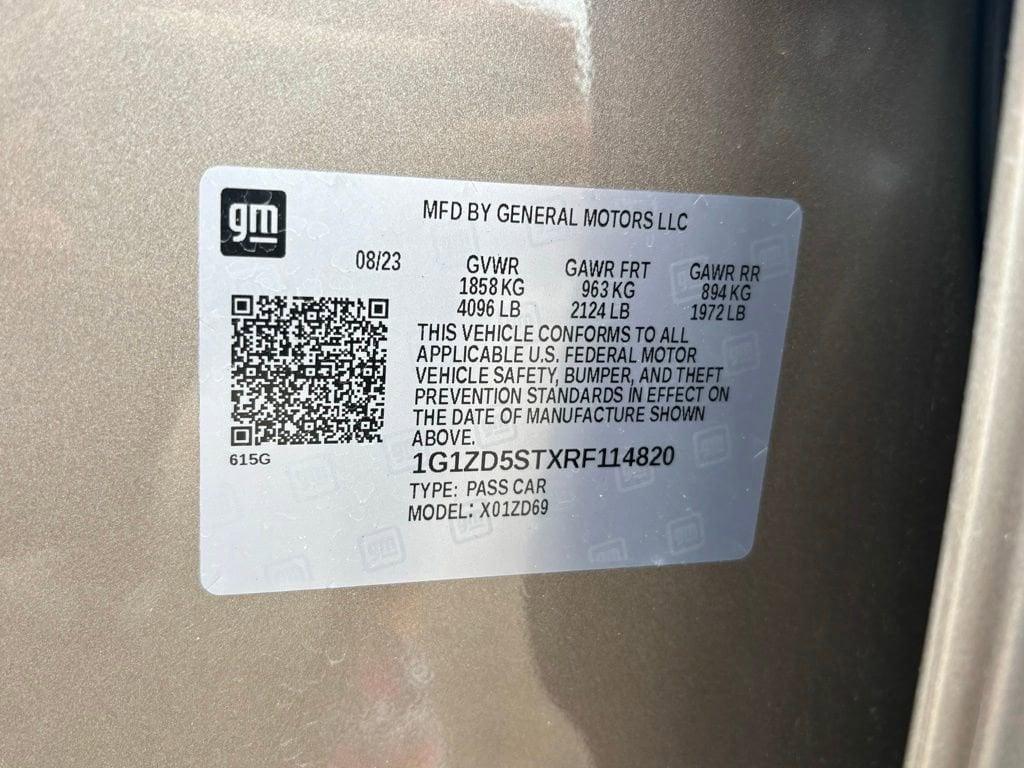 gm
MFD BY GENERAL MOTORS LLC
08/23 GVWR GAWR FRT GAWR RR
1858 KG 963 KG 894 KG
4096 LB 2124 LB 1972 LB
THIS VEHICLE CONFORMS TO ALL
APPLICABLE U.S. FEDERAL MOTOR
VEHICLE SAFETY, BUMPER, AND THEFT
PREVENTION STANDARDS IN EFFECT ON
THE DATE OF MANUFACTURE SHOWN
ABOVE.
615G
1G1ZD5STXRF114820
TYPE: PASS CAR
MODEL: X01ZD69